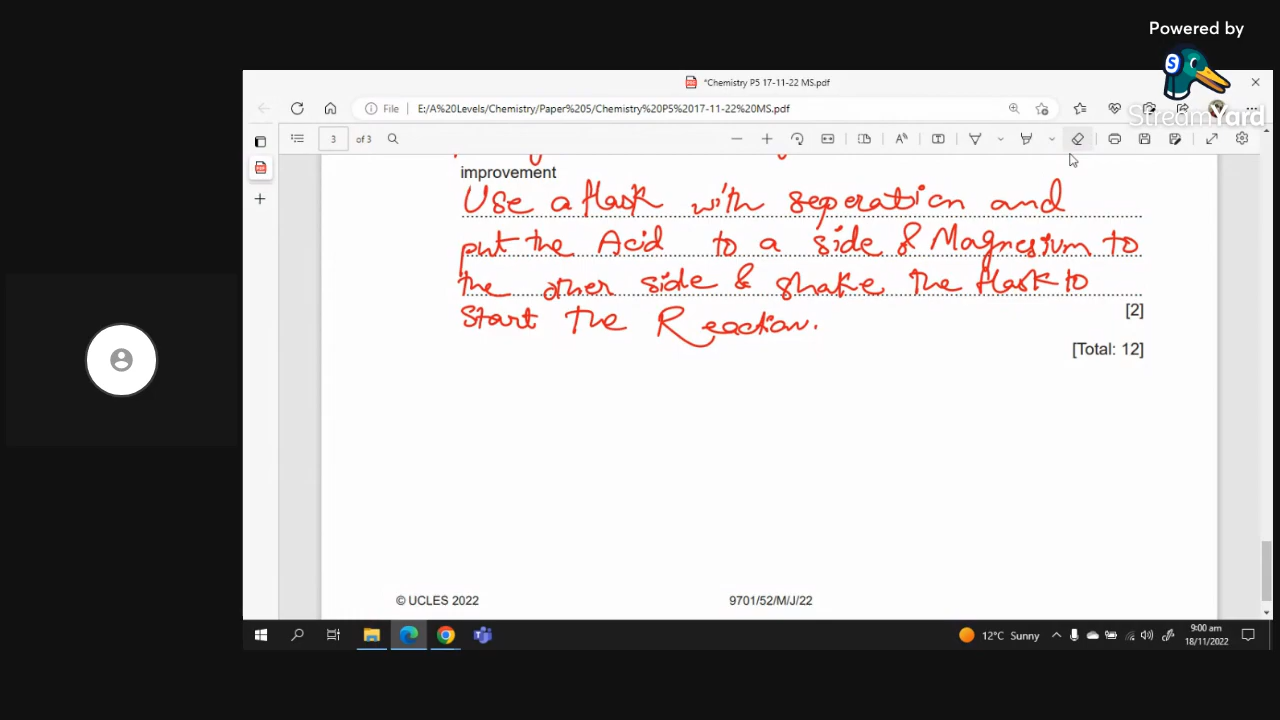 Powered by
StreamYard
*Chemistry P5 17-11-22 MS.pdf
File E:/A%20Levels/Chemistry/Paper%205/Chemistry%20P5%2017-11-22%20MS.pdf
3 of 3
improvement
Use a flask with seperation and
put the Acid to a side & Magnesium to
the other side & shake the flask to
Start the Reaction.
[2]
[Total: 12]
© UCLES 2022 9701/52/M/J/22
12°C Sunny
9:00 am
18/11/2022